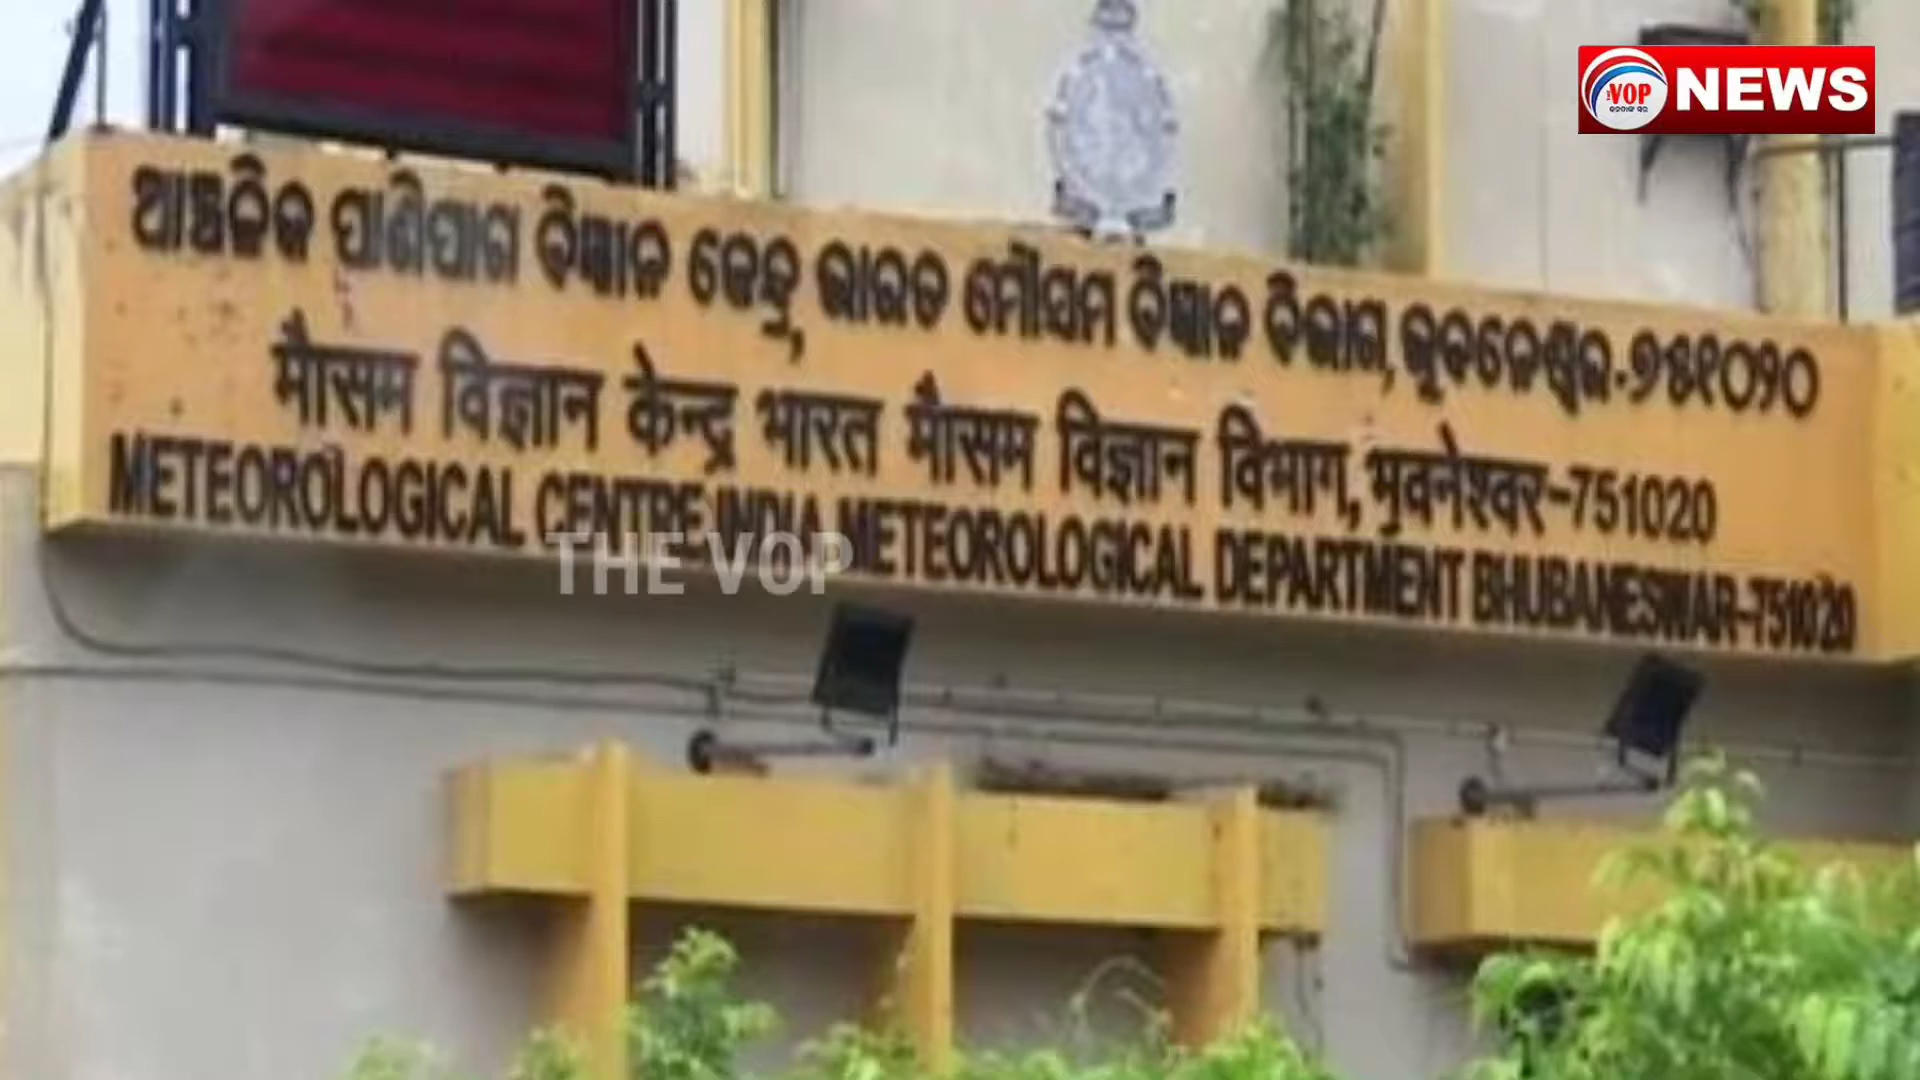 THE VOP NEWS
ଆଞ୍ଚଳିକ ପାଣିପାଗ ବିଜ୍ଞାନ କେନ୍ଦ୍ର, ଭାରତ ମୌସମ ବିଜ୍ଞାନ ବିଭାଗ, ଭୁବନେଶ୍ୱର-୭୫୧୦୨୦
मौसम विज्ञान केन्द्र भारत मौसम विज्ञान विभाग, भुवनेश्वर-751020
METEOROLOGICAL CENTRE INDIA METEOROLOGICAL DEPARTMENT BHUBANESWAR-751020
THE VOP